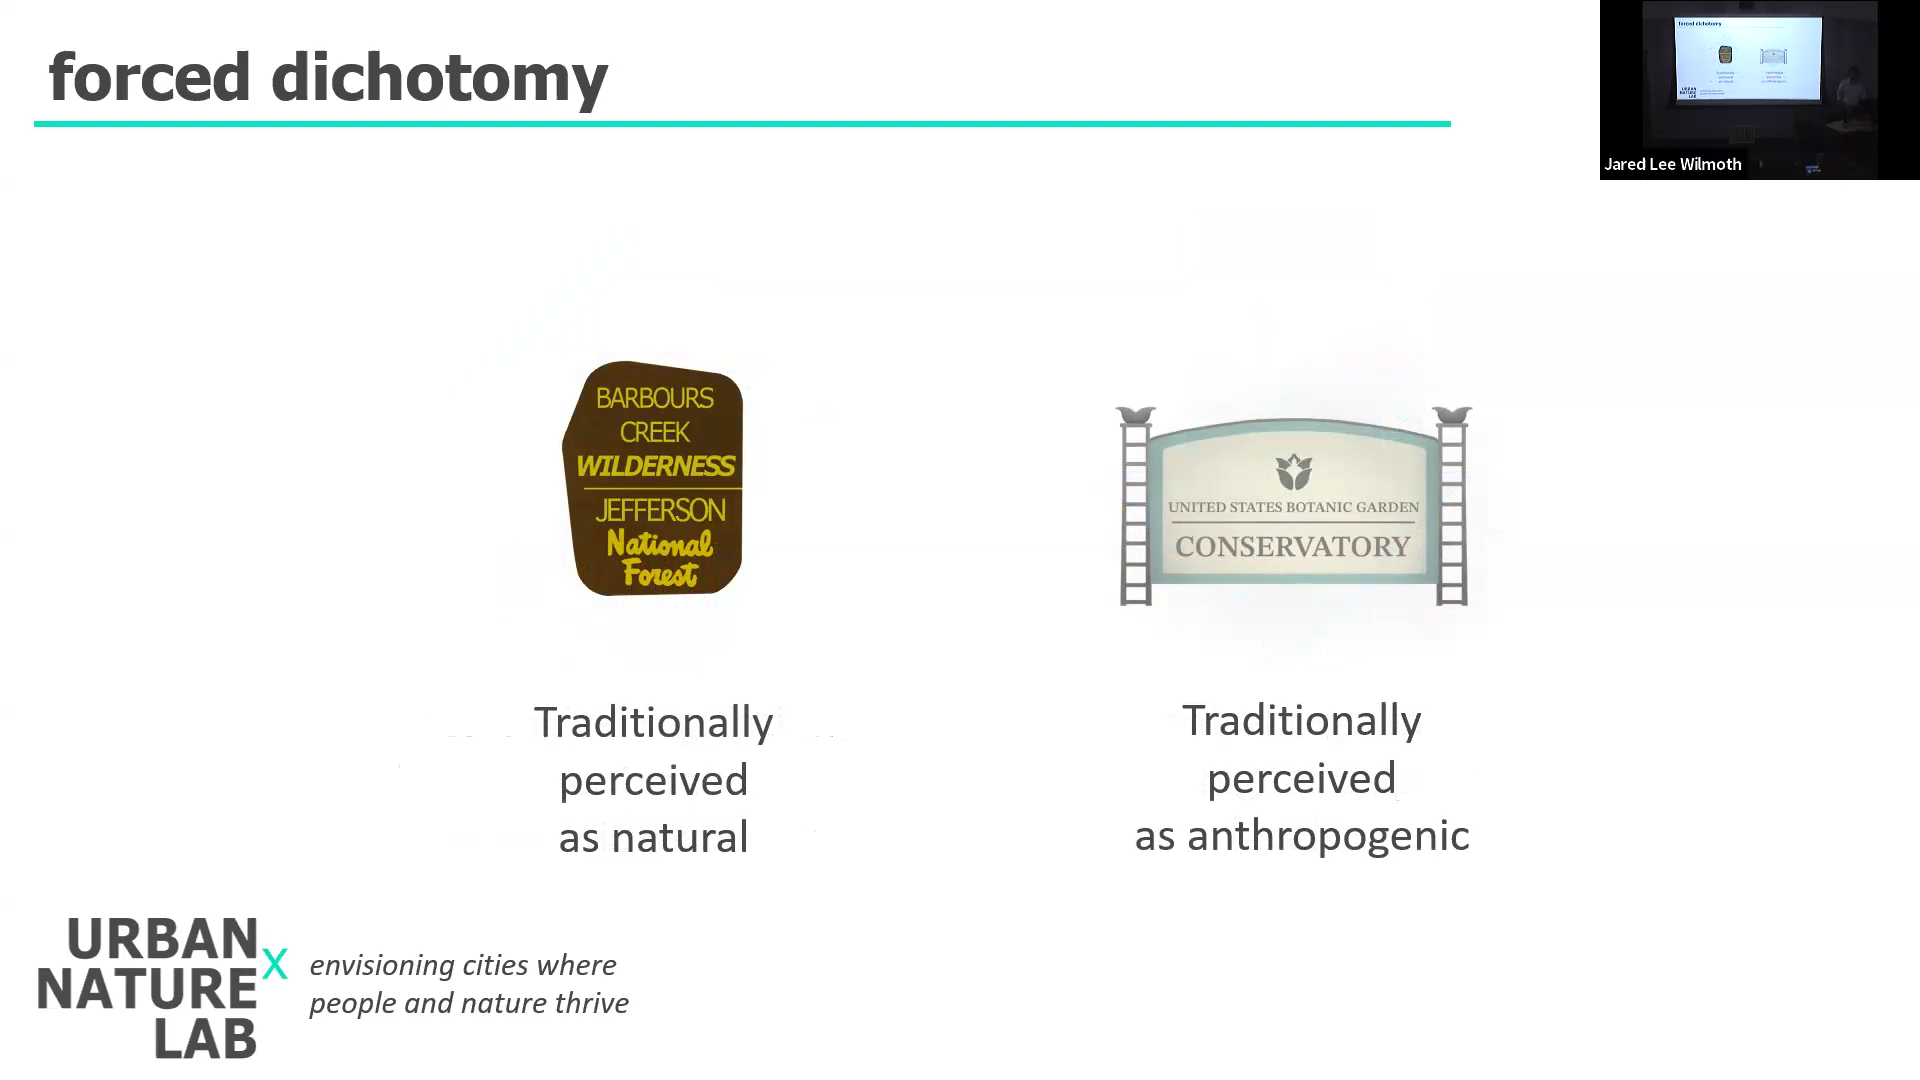 forced dichotomy
Jared Lee Wilmoth
BARBOURS
CREEK
WILDERNESS
JEFFERSON
National
Forest
UNITED STATES BOTANIC GARDEN
CONSERVATORY
Traditionally
perceived
as natural
Traditionally
perceived
as anthropogenic
URBAN
NATURE
LAB
X
envisioning cities where
people and nature thrive